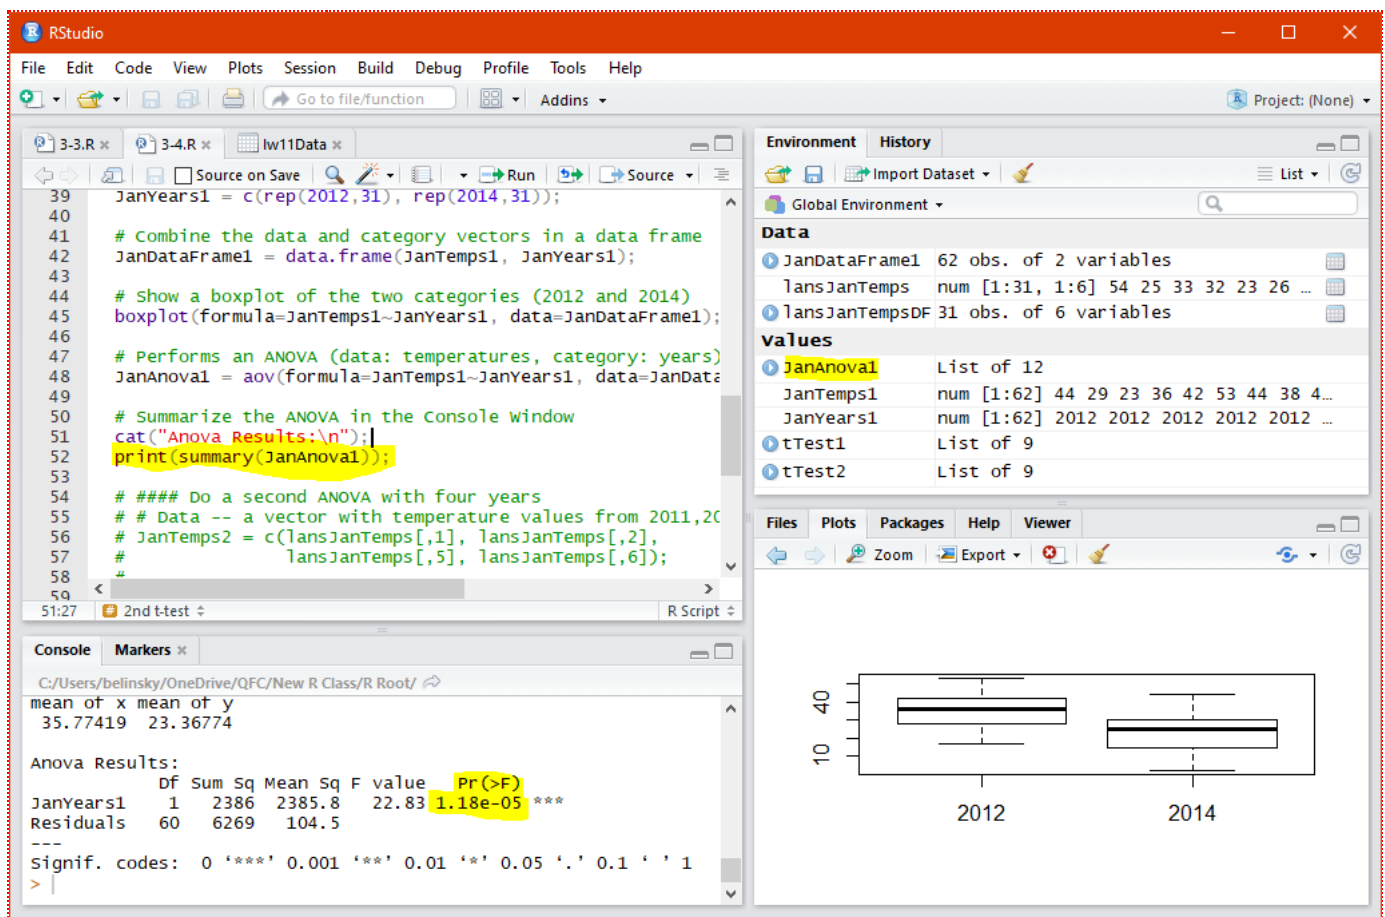 RStudio
File Edit Code View Plots Session Build Debug Profile Tools Help
Go to file/function Addins Project: (None)
3-3.R 3-4.R lw11Data
Source on Save Run Source
39 JanYears1 = c(rep(2012,31), rep(2014,31));
40
41 # Combine the data and category vectors in a data frame
42 JanDataFrame1 = data.frame(JanTemps1, JanYears1);
43
44 # Show a boxplot of the two categories (2012 and 2014)
45 boxplot(formula=JanTemps1~JanYears1, data=JanDataFrame1);
46
47 # Performs an ANOVA (data: temperatures, category: years)
48 JanAnova1 = aov(formula=JanTemps1~JanYears1, data=JanData
49
50 # Summarize the ANOVA in the Console Window
51 cat("Anova Results:\n");
52 print(summary(JanAnova1));
53
54 # #### Do a second ANOVA with four years
55 # # Data -- a vector with temperature values from 2011,20
56 # JanTemps2 = c(lansJanTemps[,1], lansJanTemps[,2],
57 # lansJanTemps[,5], lansJanTemps[,6]);
58 #
59
51:27 # 2nd t-test R Script
Console Markers
C:/Users/belinsky/OneDrive/QFC/New R Class/R Root/
mean of x mean of y
35.77419 23.36774
Anova Results:
Df Sum Sq Mean Sq F value Pr(>F)
JanYears1 1 2386 2385.8 22.83 1.18e-05 ***
Residuals 60 6269 104.5
---
Signif. codes: 0 ‘***’ 0.001 ‘**’ 0.01 ‘*’ 0.05 ‘.’ 0.1 ‘ ’ 1
>
Environment History
Import Dataset List
Global Environment
Data
JanDataFrame1 62 obs. of 2 variables
lansJanTemps num [1:31, 1:6] 54 25 33 32 23 26 …
lansJanTempsDF 31 obs. of 6 variables
Values
JanAnova1 List of 12
JanTemps1 num [1:62] 44 29 23 36 42 53 44 38 4…
JanYears1 num [1:62] 2012 2012 2012 2012 2012 …
tTest1 List of 9
tTest2 List of 9
Files Plots Packages Help Viewer
Zoom Export
40
10
2012 2014